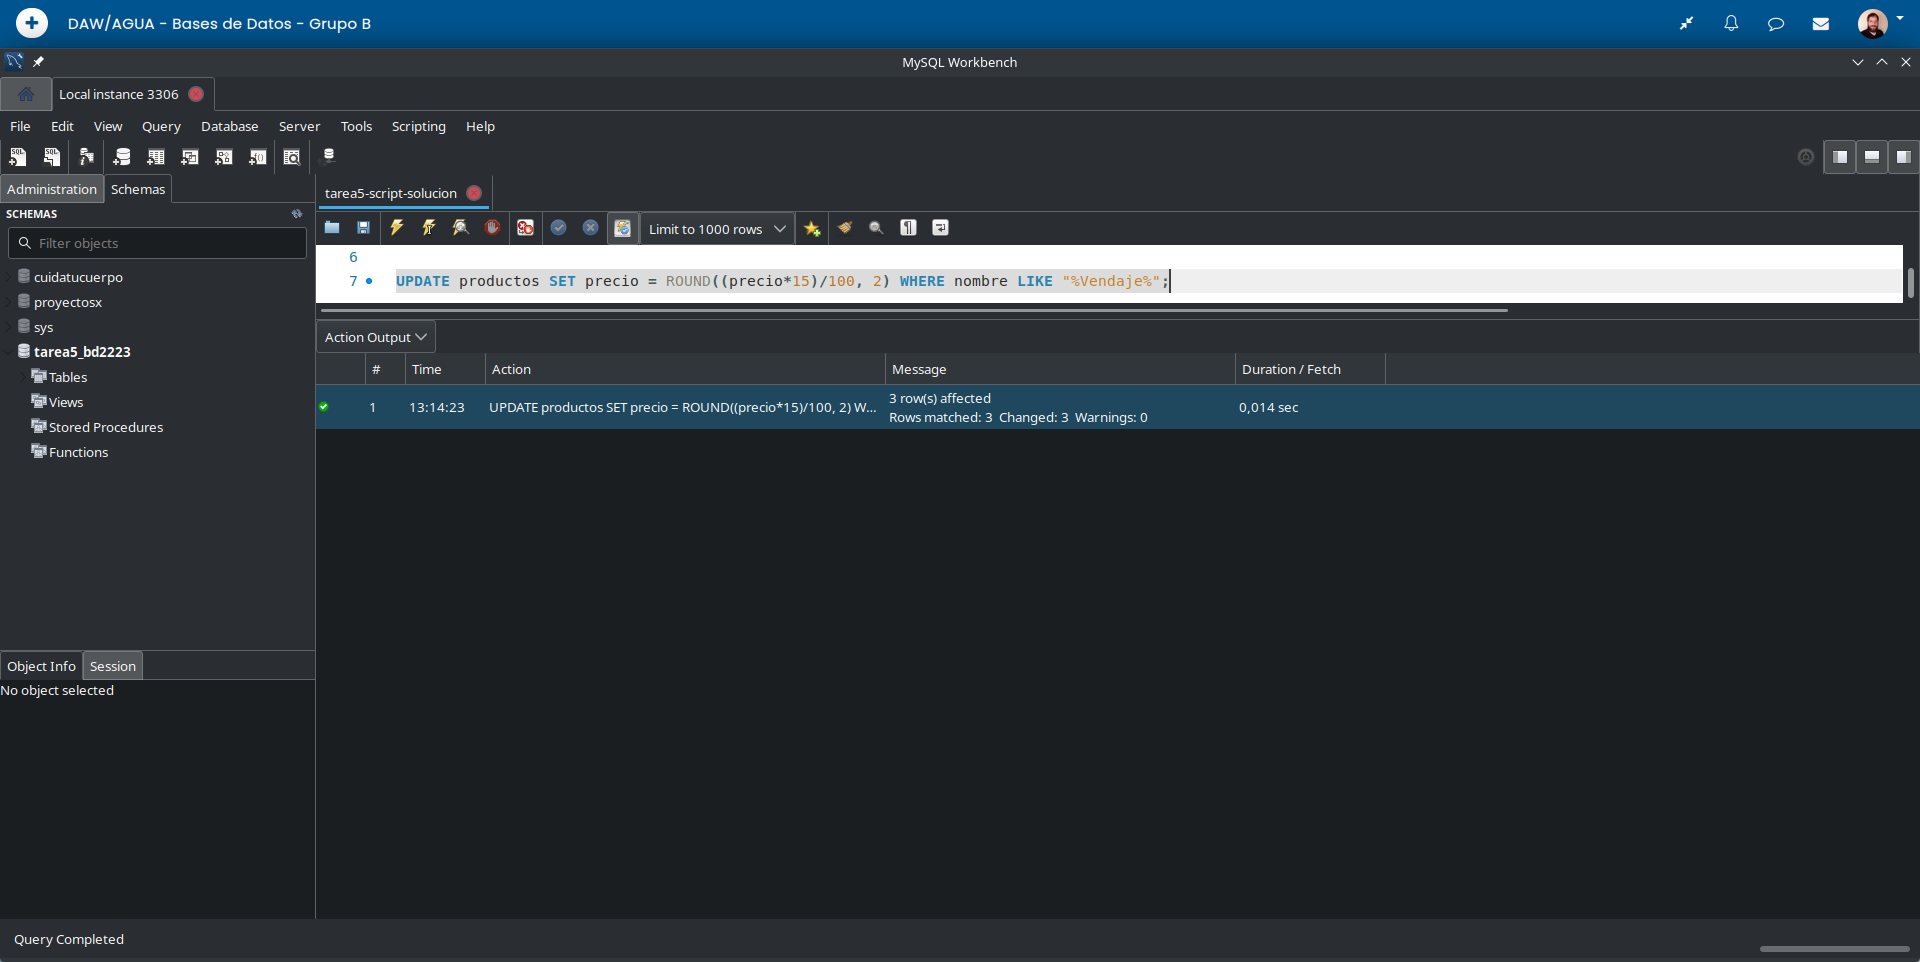 DAW/AGUA - Bases de Datos - Grupo B
MySQL Workbench
Local instance 3306
File Edit View Query Database Server Tools Scripting Help
Administration Schemas
tarea5-script-solucion
SCHEMAS
Filter objects
Limit to 1000 rows
6
7 UPDATE productos SET precio = ROUND((precio*15)/100, 2) WHERE nombre LIKE "%Vendaje%";
cuidatucuerpo
proyectosx
sys
tarea5_bd2223
Tables
Views
Stored Procedures
Functions
Action Output
# Time Action Message Duration / Fetch
1 13:14:23 UPDATE productos SET precio = ROUND((precio*15)/100, 2) W... 3 row(s) affected
Rows matched: 3 Changed: 3 Warnings: 0 0,014 sec
Object Info Session
No object selected
Query Completed